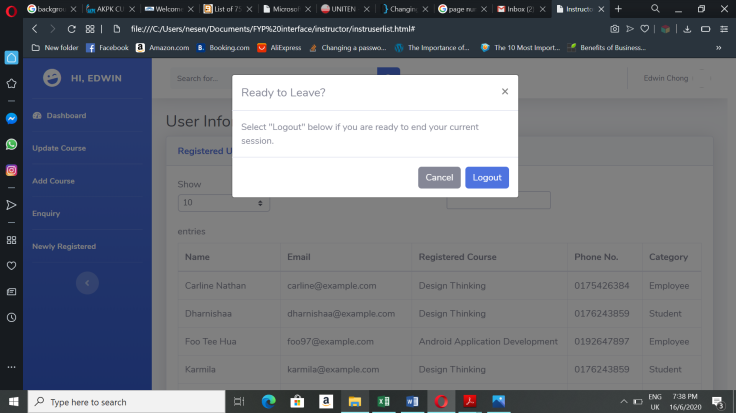 backgrou
AKPK CU
Welcome
List of 75
Microsof
UNITEN
Changin
page nu
Inbox (2)
Instructo
file:///C:/Users/nesen/Documents/FYP%20interface/instructor/instruserlist.html#
New folder
Facebook
Amazon.com
B. Booking.com
AliExpress
Changing a passwo...
The Importance of...
The 10 Most Import...
Benefits of Business...
HI, EDWIN
Search for...
Edwin Chong
Ready to Leave?
×
Select "Logout" below if you are ready to end your current
session.
Cancel Logout
Dashboard
Update Course
Add Course
Enquiry
Newly Registered
User Info
Registered U
Show
10
entries
Name Email Registered Course Phone No. Category
Carline Nathan carline@example.com Design Thinking 0175426384 Employee
Dharnishaa dharnishaa@example.com Design Thinking 0176243859 Student
Foo Tee Hua foo97@example.com Android Application Development 0192647897 Employee
Karmila karmila@example.com Design Thinking 0176243859 Student
Type here to search
ENG 7:38 PM
UK 16/6/2020